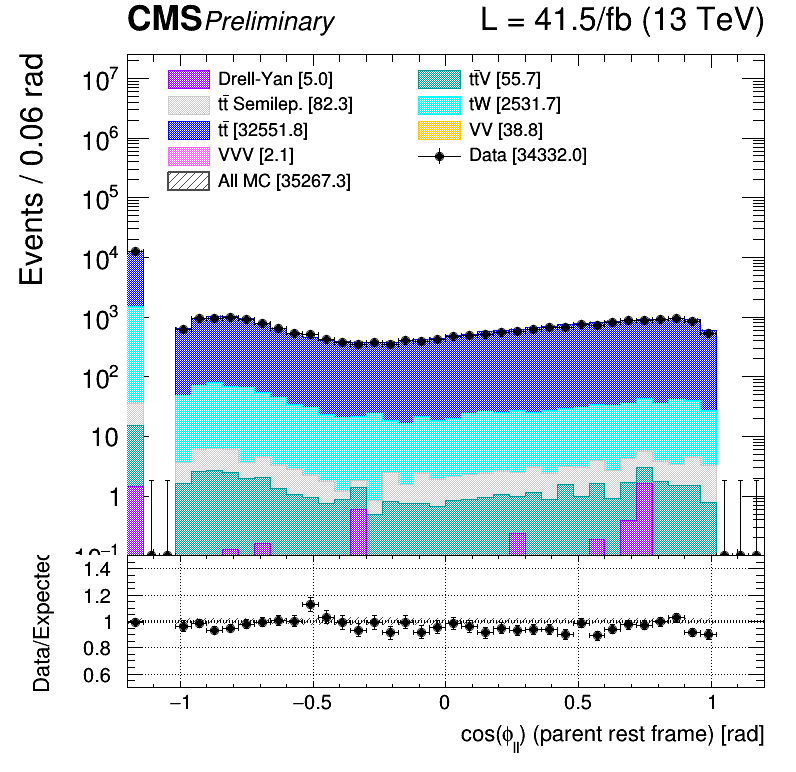 CMS Preliminary L = 41.5/fb (13 TeV)
Events / 0.06 rad
Drell-Yan [5.0]
tt̄ Semilep. [82.3]
tt̄ [32551.8]
VVV [2.1]
All MC [35267.3]
tt̄V [55.7]
tW [2531.7]
VV [38.8]
Data [34332.0]
10⁷
10⁶
10⁵
10⁴
10³
10²
10
1
10⁻¹
Data/Expected
1.4
1.2
1
0.8
0.6
−1 −0.5 0 0.5 1
cos(ϕ_ll) (parent rest frame) [rad]